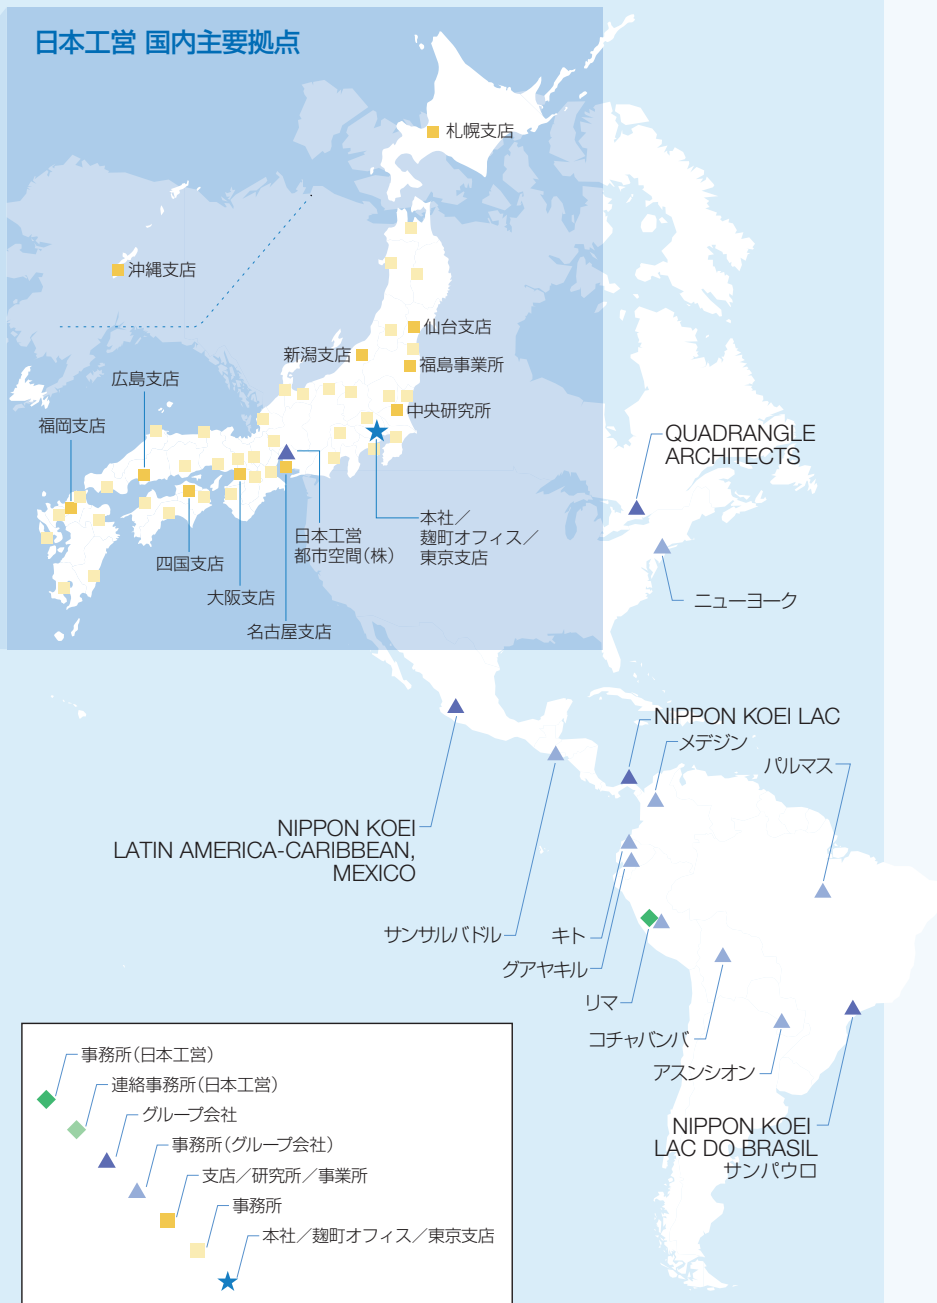 日本工営 国内主要拠点
札幌支店
沖縄支店
仙台支店
新潟支店
福島事業所
広島支店
中央研究所
福岡支店
QUADRANGLE
ARCHITECTS
本社／
麹町オフィス／
東京支店
日本工営
都市空間(株)
四国支店
大阪支店
名古屋支店
ニューヨーク
NIPPON KOEI LAC
メデジン
パルマス
NIPPON KOEI
LATIN AMERICA-CARIBBEAN,
MEXICO
サンサルバドル
キト
グアヤキル
リマ
コチャバンバ
アスンシオン
NIPPON KOEI
LAC DO BRASIL
サンパウロ
事務所(日本工営)
連絡事務所(日本工営)
グループ会社
事務所(グループ会社)
支店／研究所／事業所
事務所
本社／麹町オフィス／東京支店